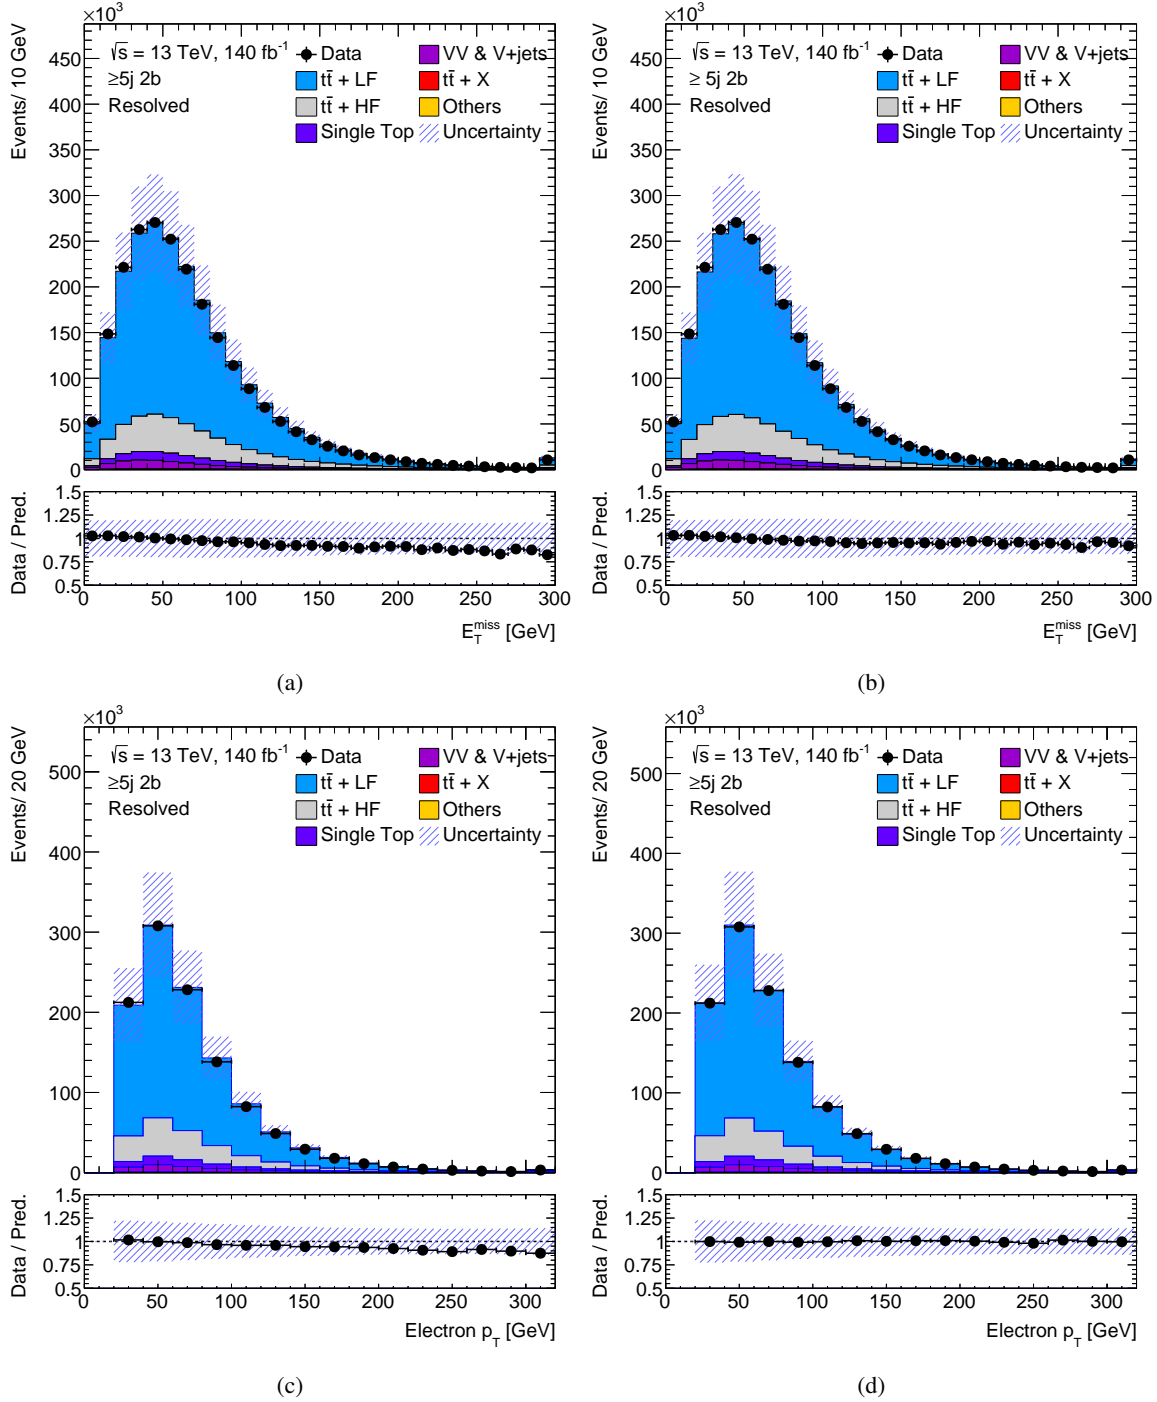 ×10³
Events/ 10 GeV
√s = 13 TeV, 140 fb⁻¹
≥5j 2b
Resolved
Data
tt̄ + LF
tt̄ + HF
Single Top
VV & V+jets
tt̄ + X
Others
Uncertainty
450
400
350
300
250
200
150
100
50
0
Data / Pred.
1.5
1.25
1
0.75
0.5
0 50 100 150 200 250 300
E_T^miss [GeV]
(a)
×10³
Events/ 10 GeV
√s = 13 TeV, 140 fb⁻¹
≥ 5j 2b
Resolved
Data
tt̄ + LF
tt̄ + HF
Single Top
VV & V+jets
tt̄ + X
Others
Uncertainty
450
400
350
300
250
200
150
100
50
0
Data / Pred.
1.5
1.25
1
0.75
0.5
0 50 100 150 200 250 300
E_T^miss [GeV]
(b)
×10³
Events/ 20 GeV
√s = 13 TeV, 140 fb⁻¹
≥5j 2b
Resolved
Data
tt̄ + LF
tt̄ + HF
Single Top
VV & V+jets
tt̄ + X
Others
Uncertainty
500
400
300
200
100
0
Data / Pred.
1.5
1.25
1
0.75
0.5
0 50 100 150 200 250 300
Electron p_T [GeV]
(c)
×10³
Events/ 20 GeV
√s = 13 TeV, 140 fb⁻¹
≥5j 2b
Resolved
Data
tt̄ + LF
tt̄ + HF
Single Top
VV & V+jets
tt̄ + X
Others
Uncertainty
500
400
300
200
100
0
Data / Pred.
1.5
1.25
1
0.75
0.5
0 50 100 150 200 250 300
Electron p_T [GeV]
(d)